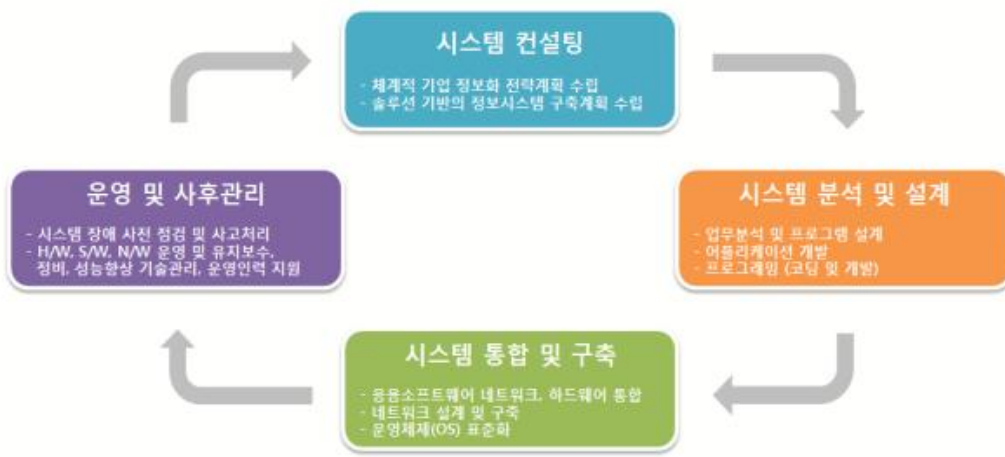 시스템 컨설팅
- 체계적 기업 정보화 전략계획 수립
- 솔루션 기반의 정보시스템 구축계획 수립
시스템 분석 및 설계
- 업무분석 및 프로그램 설계
- 어플리케이션 개발
- 프로그래밍 (코딩 및 개발)
시스템 통합 및 구축
- 응용소프트웨어 네트워크, 하드웨어 통합
- 네트워크 설계 및 구축
- 운영체제(OS) 표준화
운영 및 사후관리
- 시스템 장애 사전 점검 및 사고처리
- H/W, S/W, N/W 운영 및 유지보수,
정비, 성능향상 기술관리, 운영인력 지원